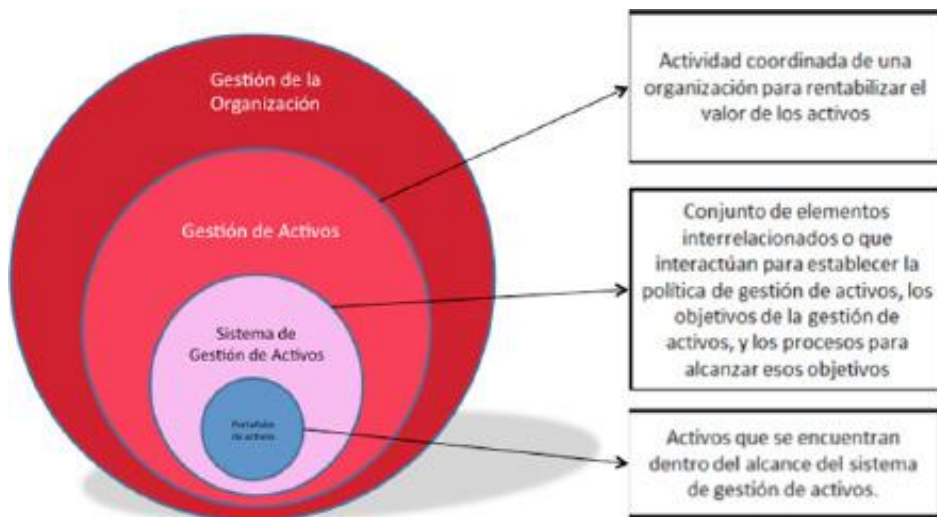 Gestión de la
Organización
Gestión de Activos
Sistema de
Gestión de Activos
Portafolio
de activos
Actividad coordinada de una
organización para rentabilizar el
valor de los activos
Conjunto de elementos
interrelacionados o que
interactúan para establecer la
política de gestión de activos, los
objetivos de la gestión de
activos, y los procesos para
alcanzar esos objetivos
Activos que se encuentran
dentro del alcance del sistema
de gestión de activos.